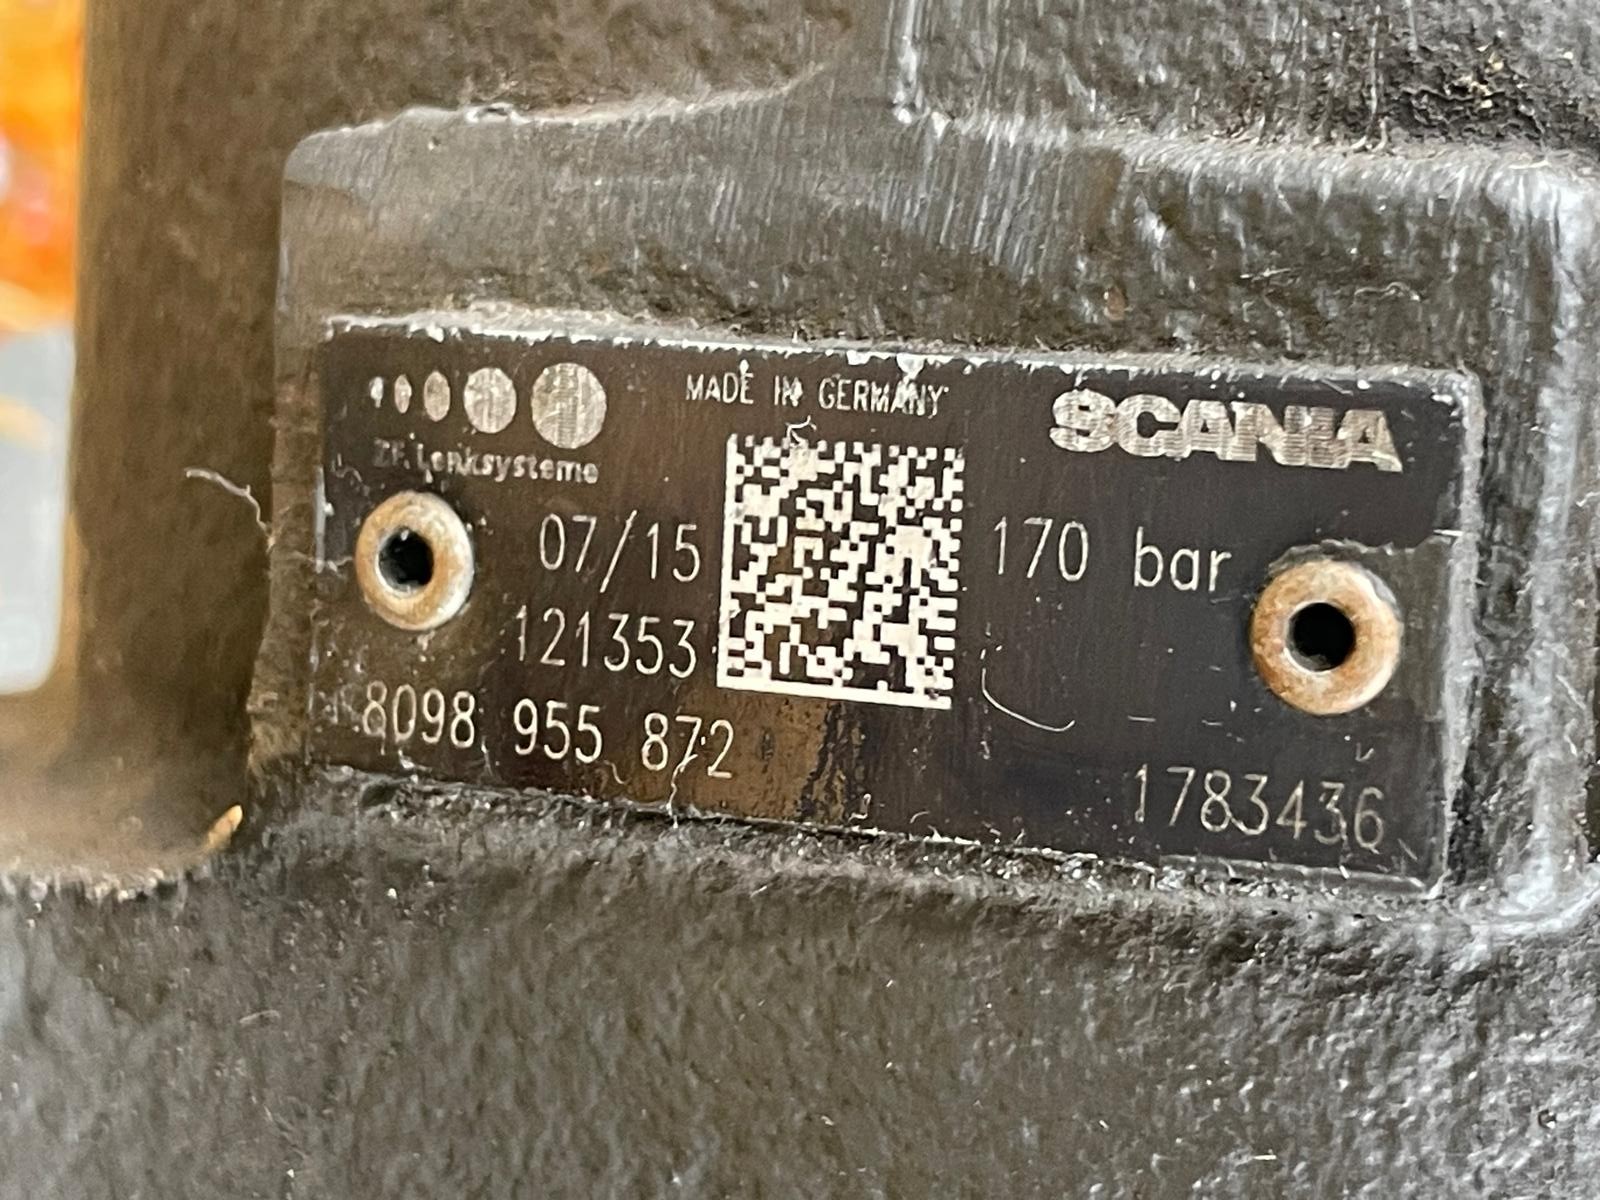 MADE IN GERMANY
SCANIA
ZF Lenksysteme
07/15
170 bar
121353
8098 955 872
1783436